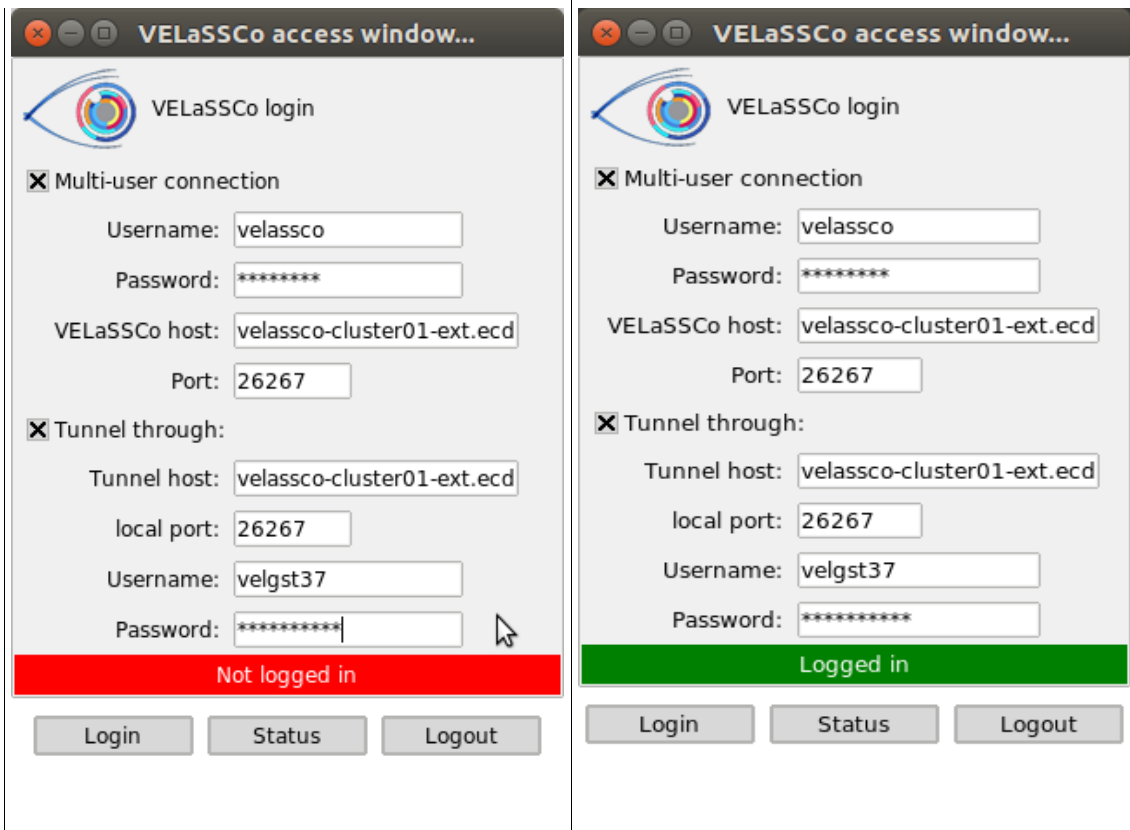 VELaSSCo access window...
VELaSSCo login
Multi-user connection
Username: velassco
Password: ********
VELaSSCo host: velassco-cluster01-ext.ecd
Port: 26267
Tunnel through:
Tunnel host: velassco-cluster01-ext.ecd
local port: 26267
Username: velgst37
Password: **********
Not logged in
Login Status Logout
VELaSSCo access window...
VELaSSCo login
Multi-user connection
Username: velassco
Password: ********
VELaSSCo host: velassco-cluster01-ext.ecd
Port: 26267
Tunnel through:
Tunnel host: velassco-cluster01-ext.ecd
local port: 26267
Username: velgst37
Password: **********
Logged in
Login Status Logout